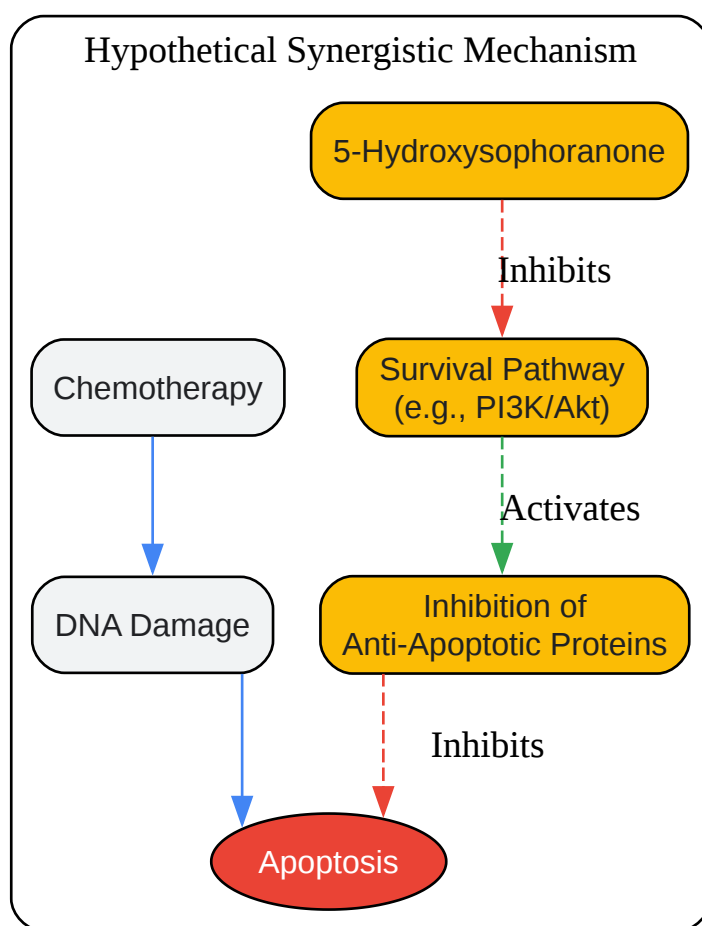 Hypothetical Synergistic Mechanism
5-Hydroxysophoranone
Inhibits
Chemotherapy
Survival Pathway
(e.g., PI3K/Akt)
Activates
DNA Damage
Inhibition of
Anti-Apoptotic Proteins
Inhibits
Apoptosis